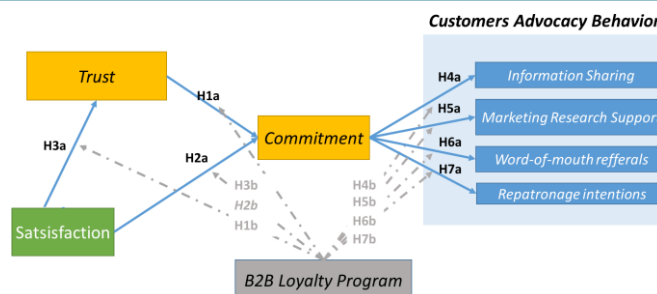 Customers Advocacy Behavior
Trust
H1a
H4a
Information Sharing
H5a
Marketing Research Support
H3a
Commitment
H2a
H6a
Word-of-mouth refferals
H7a
Repatronage intentions
H3b
H2b
H1b
H4b
H5b
H6b
H7b
Satsisfaction
B2B Loyalty Program